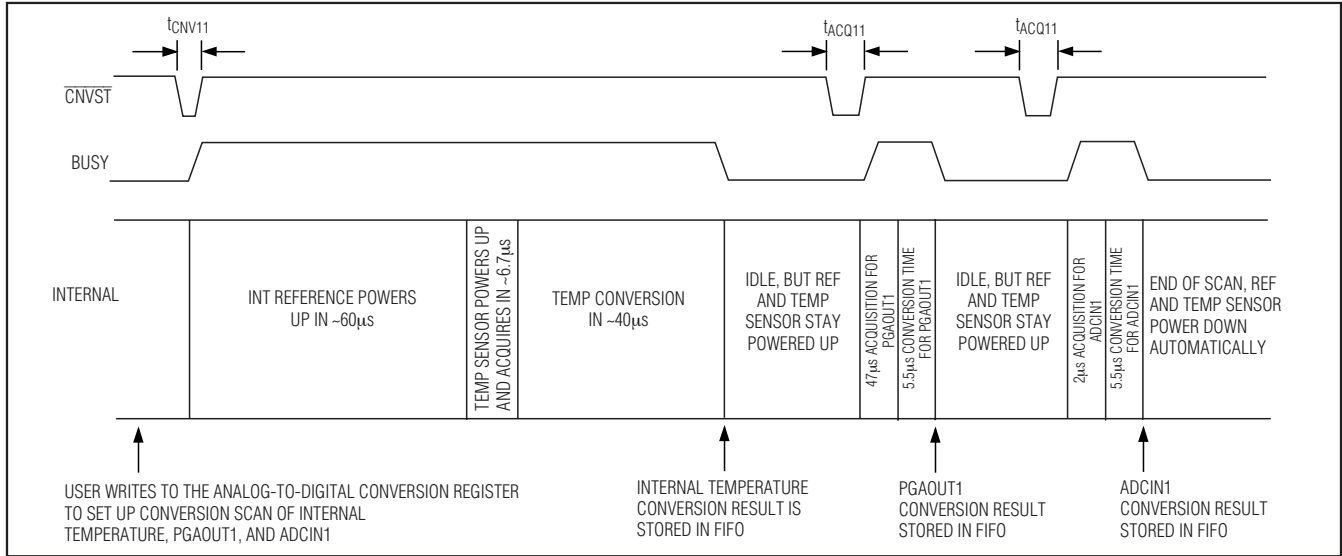 tCNV11
tACQ11
tACQ11
CNVST
BUSY
INTERNAL
INT REFERENCE POWERS
UP IN ~60µs
TEMP SENSOR POWERS UP
AND ACQUIRES IN ~6.7µs
TEMP CONVERSION
IN ~40µs
IDLE, BUT REF
AND TEMP
SENSOR STAY
POWERED UP
47µs ACQUISITION FOR
PGAOUT1
5.5µs CONVERSION TIME
FOR PGAOUT1
IDLE, BUT REF
AND TEMP
SENSOR STAY
POWERED UP
2µs ACQUISITION FOR
ADCIN1
5.5µs CONVERSION TIME
FOR ADCIN1
END OF SCAN, REF
AND TEMP SENSOR
POWER DOWN
AUTOMATICALLY
USER WRITES TO THE ANALOG-TO-DIGITAL CONVERSION REGISTER
TO SET UP CONVERSION SCAN OF INTERNAL
TEMPERATURE, PGAOUT1, AND ADCIN1
INTERNAL TEMPERATURE
CONVERSION RESULT IS
STORED IN FIFO
PGAOUT1
CONVERSION RESULT
STORED IN FIFO
ADCIN1
CONVERSION RESULT
STORED IN FIFO